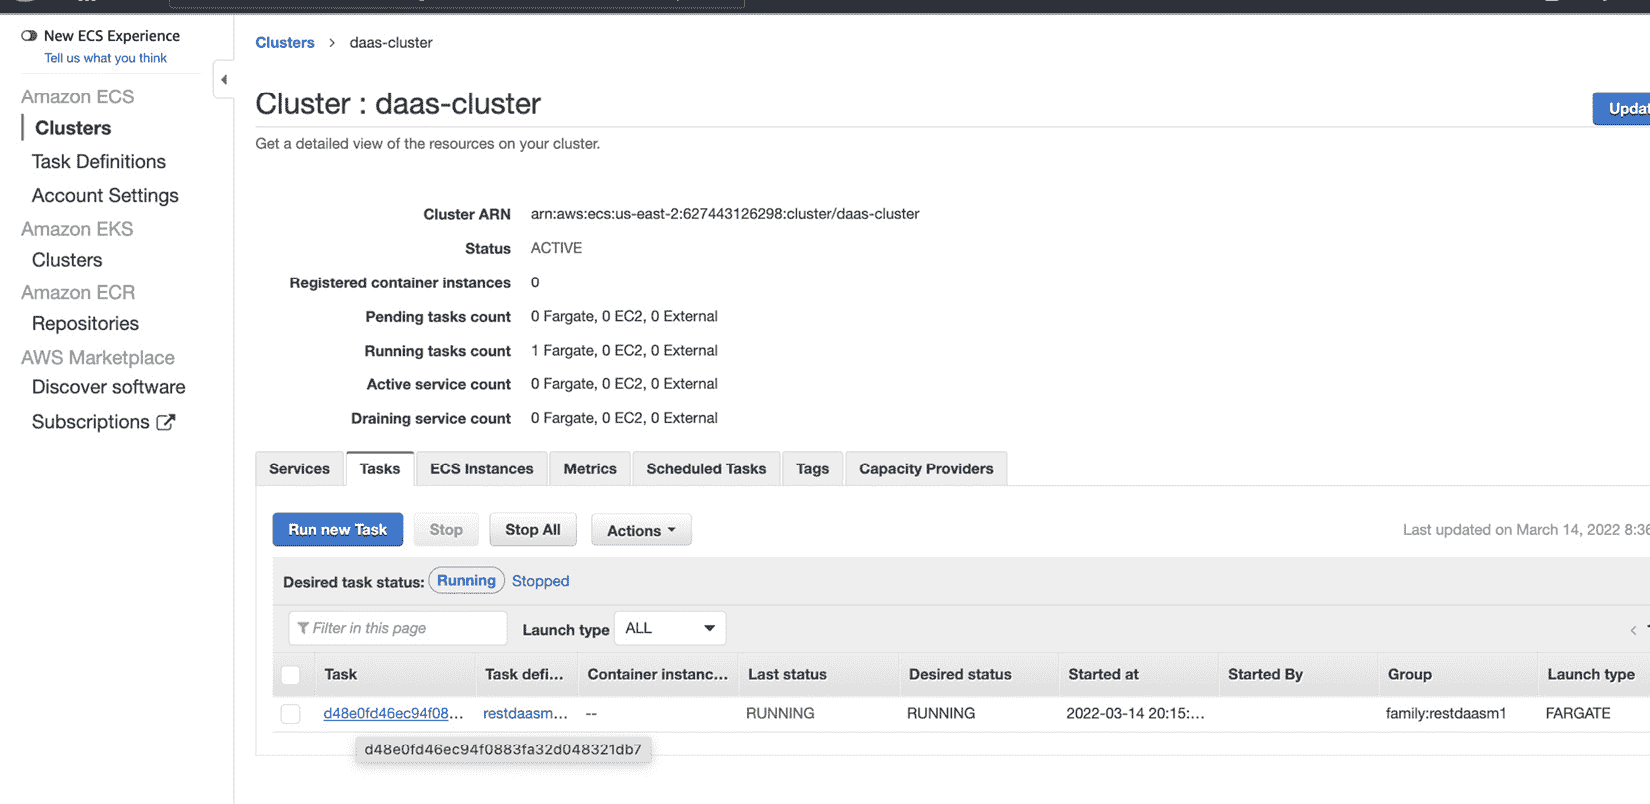 New ECS Experience
Tell us what you think
Amazon ECS
Clusters
Task Definitions
Account Settings
Amazon EKS
Clusters
Amazon ECR
Repositories
AWS Marketplace
Discover software
Subscriptions
Clusters > daas-cluster
Cluster : daas-cluster
Updat
Get a detailed view of the resources on your cluster.
Cluster ARN arn:aws:ecs:us-east-2:627443126298:cluster/daas-cluster
Status ACTIVE
Registered container instances 0
Pending tasks count 0 Fargate, 0 EC2, 0 External
Running tasks count 1 Fargate, 0 EC2, 0 External
Active service count 0 Fargate, 0 EC2, 0 External
Draining service count 0 Fargate, 0 EC2, 0 External
Services Tasks ECS Instances Metrics Scheduled Tasks Tags Capacity Providers
Run new Task Stop Stop All Actions Last updated on March 14, 2022 8:36
Desired task status: Running Stopped
Filter in this page Launch type ALL <
Task Task defi... Container instanc... Last status Desired status Started at Started By Group Launch type
d48e0fd46ec94f08... restdaasm... -- RUNNING RUNNING 2022-03-14 20:15:... family:restdaasm1 FARGATE
d48e0fd46ec94f0883fa32d048321db7